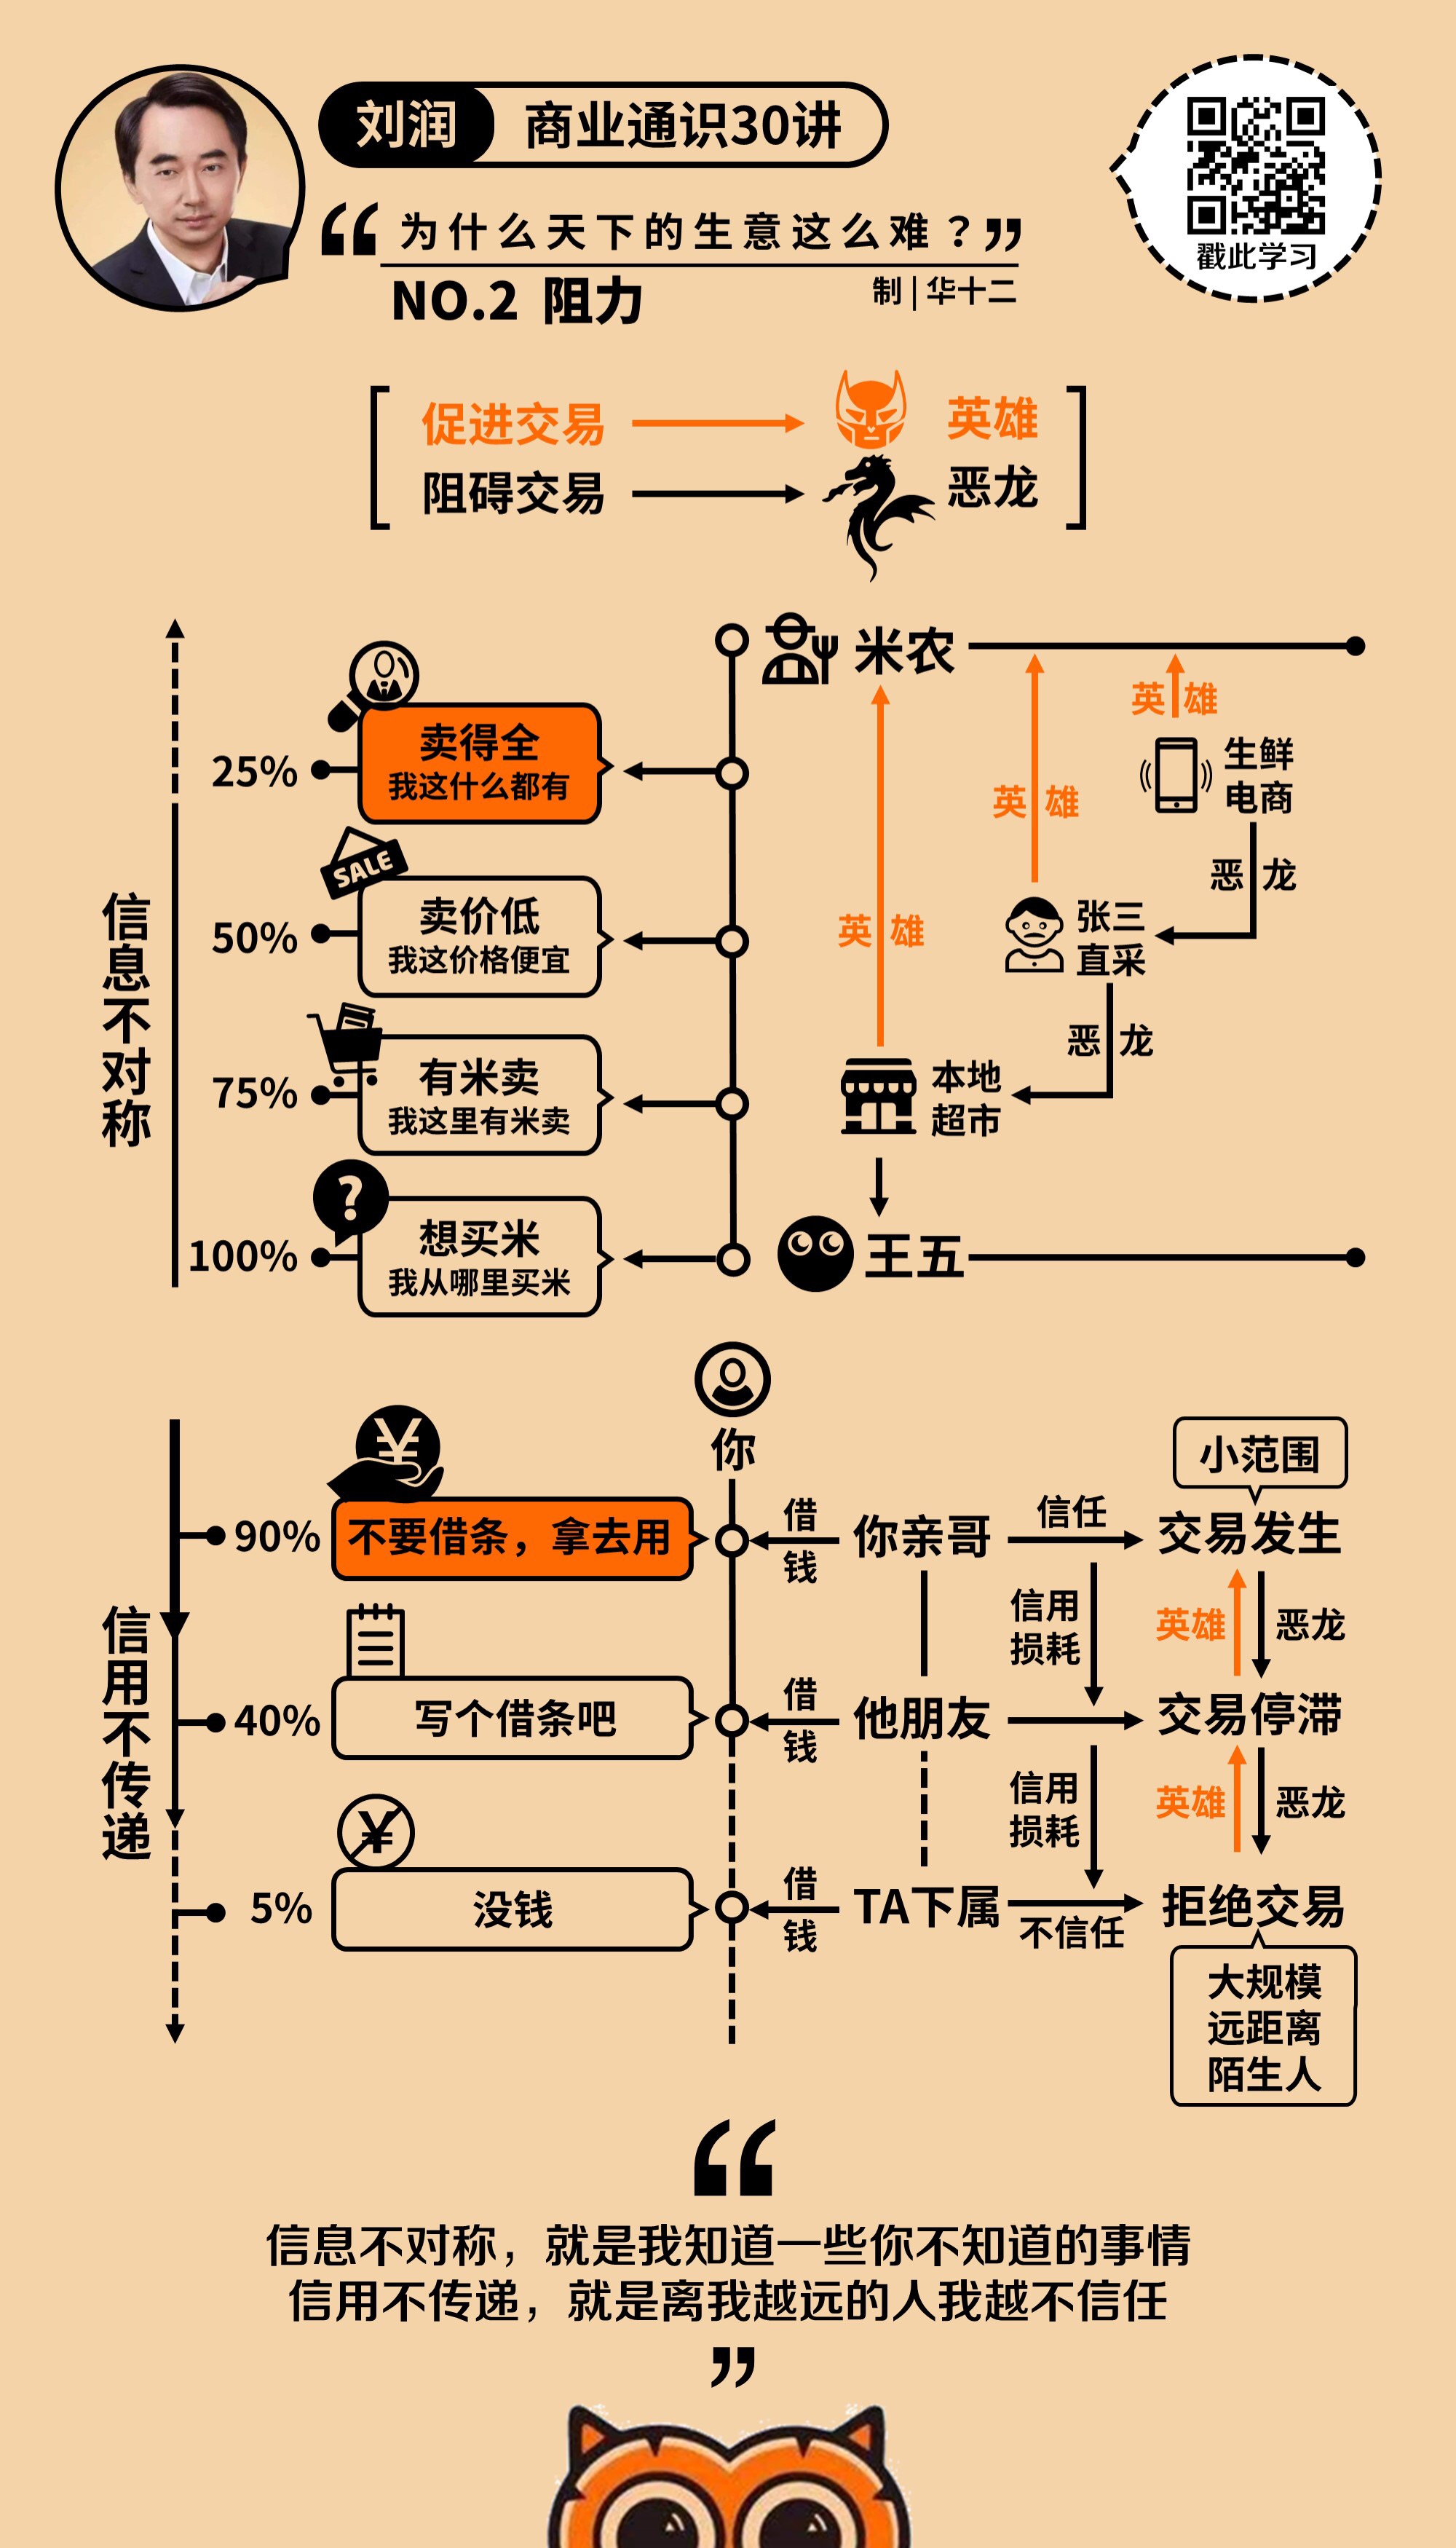 刘润 商业通识30讲
“为什么天下的生意这么难？”
NO.2 阻力
制|华十二
戳此学习
促进交易 英雄
阻碍交易 恶龙
信息不对称
25%
卖得全
我这什么都有
50%
SALE
卖价低
我这价格便宜
75%
有米卖
我这里有米卖
100%
?
想买米
我从哪里买米
米农
英雄
英雄
英雄
生鲜
电商
恶龙
张三
直采
恶龙
本地
超市
王五
信用不传递
你
90%
¥
不要借条，拿去用
借
钱
你亲哥
信任
小范围
交易发生
信用
损耗
英雄
恶龙
40%
写个借条吧
借
钱
他朋友
交易停滞
信用
损耗
英雄
恶龙
5%
¥
没钱
借
钱
TA下属
不信任
拒绝交易
大规模
远距离
陌生人
“
信息不对称，就是我知道一些你不知道的事情
信用不传递，就是离我越远的人我越不信任
”